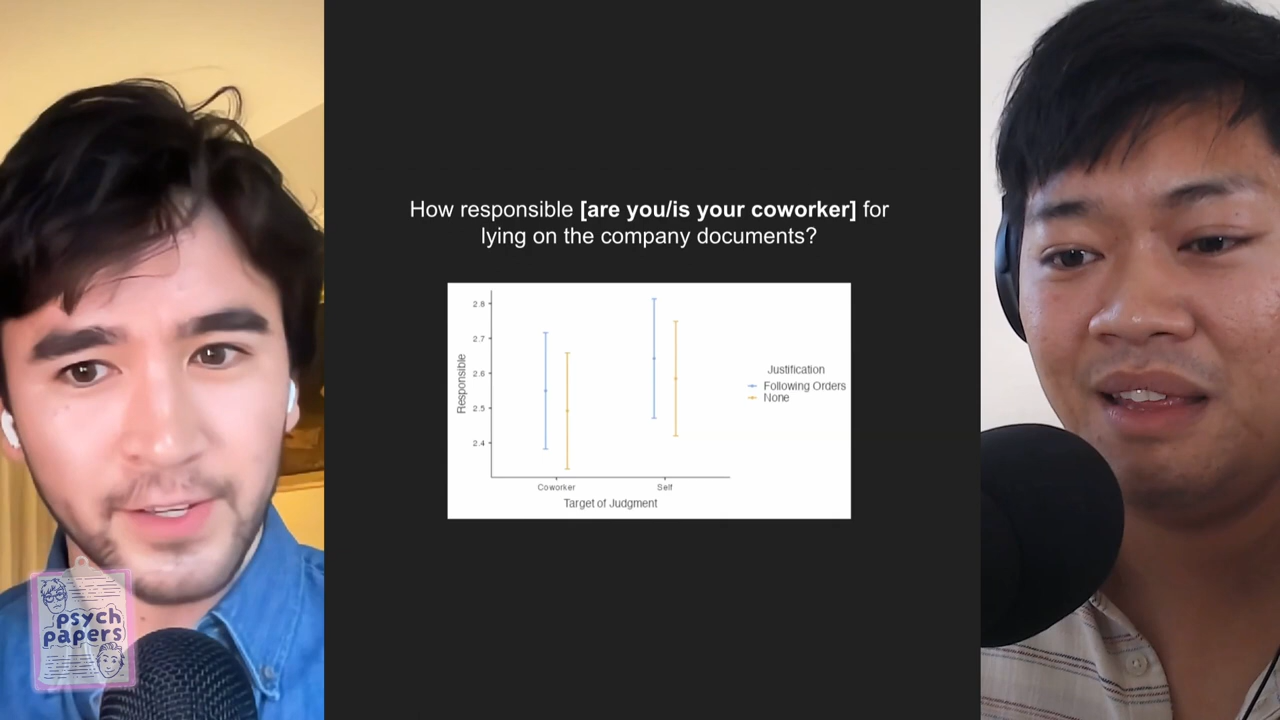 How responsible [are you/is your coworker] for
lying on the company documents?
2.8
2.7
2.6
2.5
2.4
Responsible
Coworker
Self
Target of Judgment
Justification
Following Orders
None
psych
papers